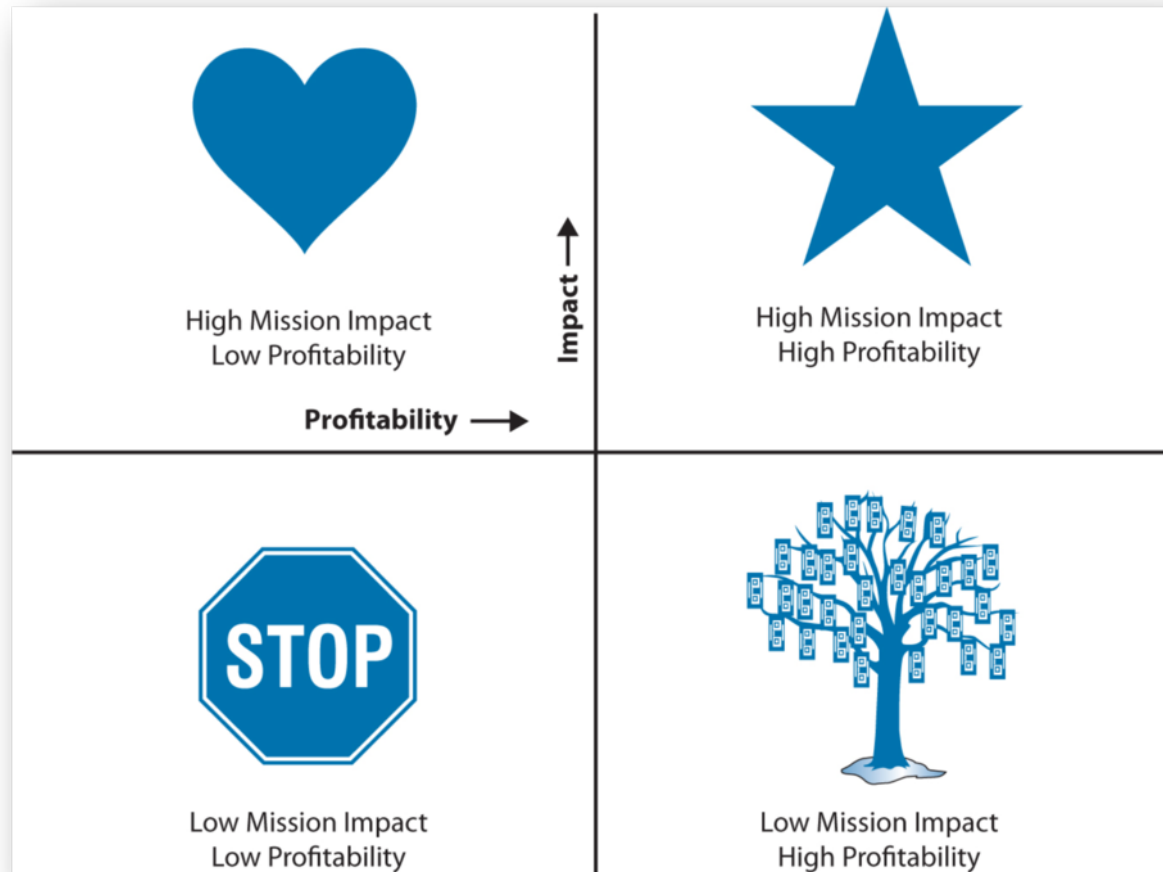 High Mission Impact
Low Profitability
High Mission Impact
High Profitability
Impact
Profitability
STOP
Low Mission Impact
Low Profitability
Low Mission Impact
High Profitability